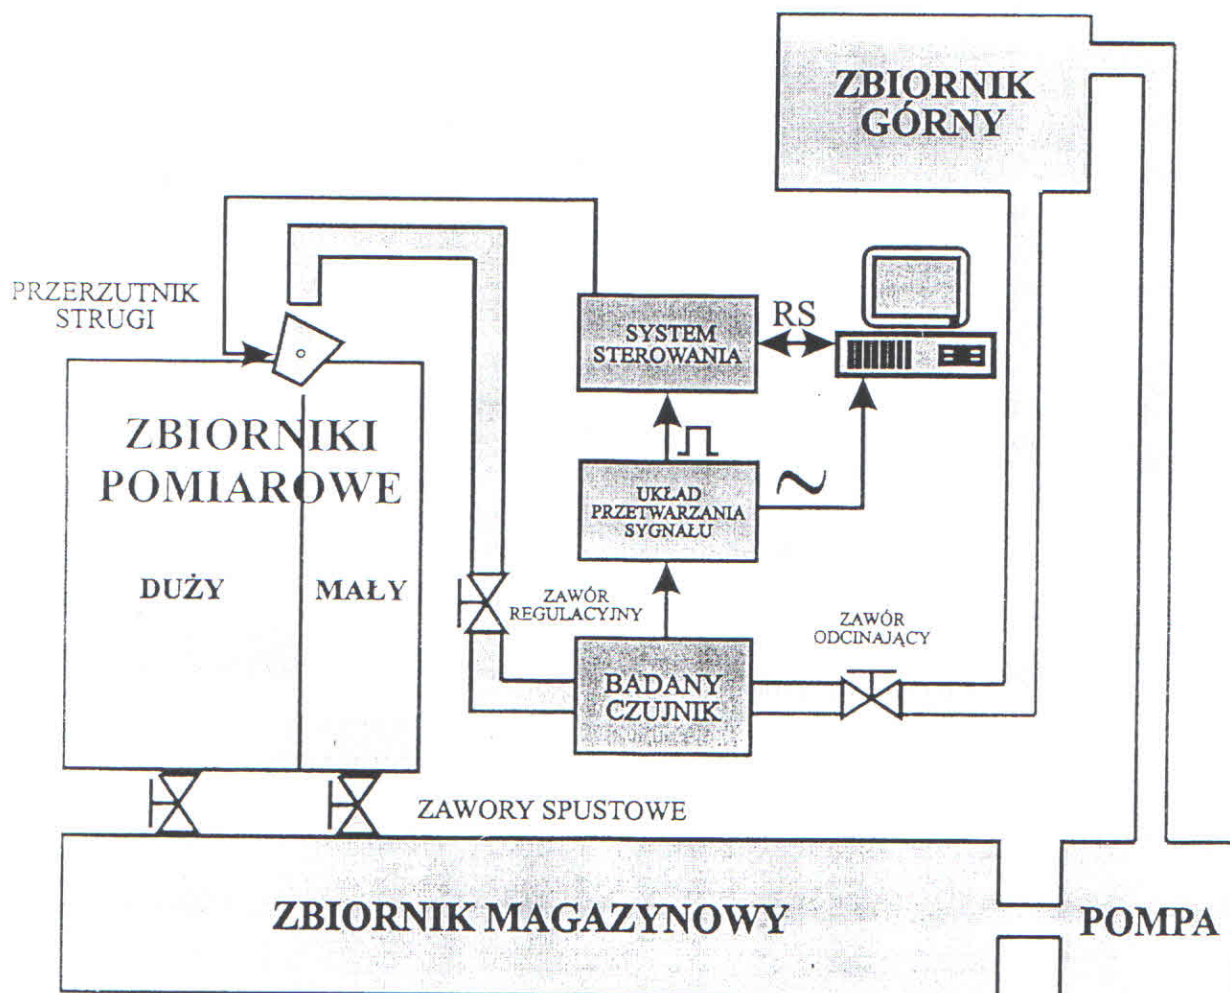 ZBIORNIK
GÓRNY
PRZERZUTNIK
STRUGI
SYSTEM
STEROWANIA
RS
ZBIORNIKI
POMIAROWE
UKŁAD
PRZETWARZANIA
SYGNAŁU
DUŻY
MAŁY
ZAWÓR
REGULACYJNY
ZAWÓR
ODCINAJĄCY
BADANY
CZUJNIK
ZAWORY SPUSTOWE
ZBIORNIK MAGAZYNOWY
POMPA